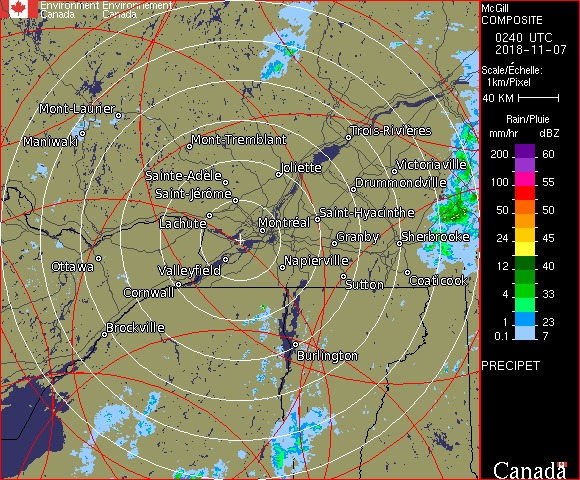 Environment Environnement
Canada Canada
McGill
COMPOSITE
0240 UTC
2018-11-07
Scale/Échelle:
1km/Pixel
40 KM
Rain/Pluie
mm/hr dBZ
200 60
100 55
50 50
24 45
12 40
4 33
1 23
0.1 7
PRECIPET
Canada
Mont-Laurier
Maniwaki
Mont-Tremblant
Trois-Rivières
Joliette
Victoriaville
Sainte-Adèle
Drummondville
Saint-Jérôme
Saint-Hyacinthe
Lachute
Montréal
Granby
Sherbrooke
Ottawa
Valleyfield
Napierville
Cornwall
Sutton
Coaticook
Brockville
Burlington